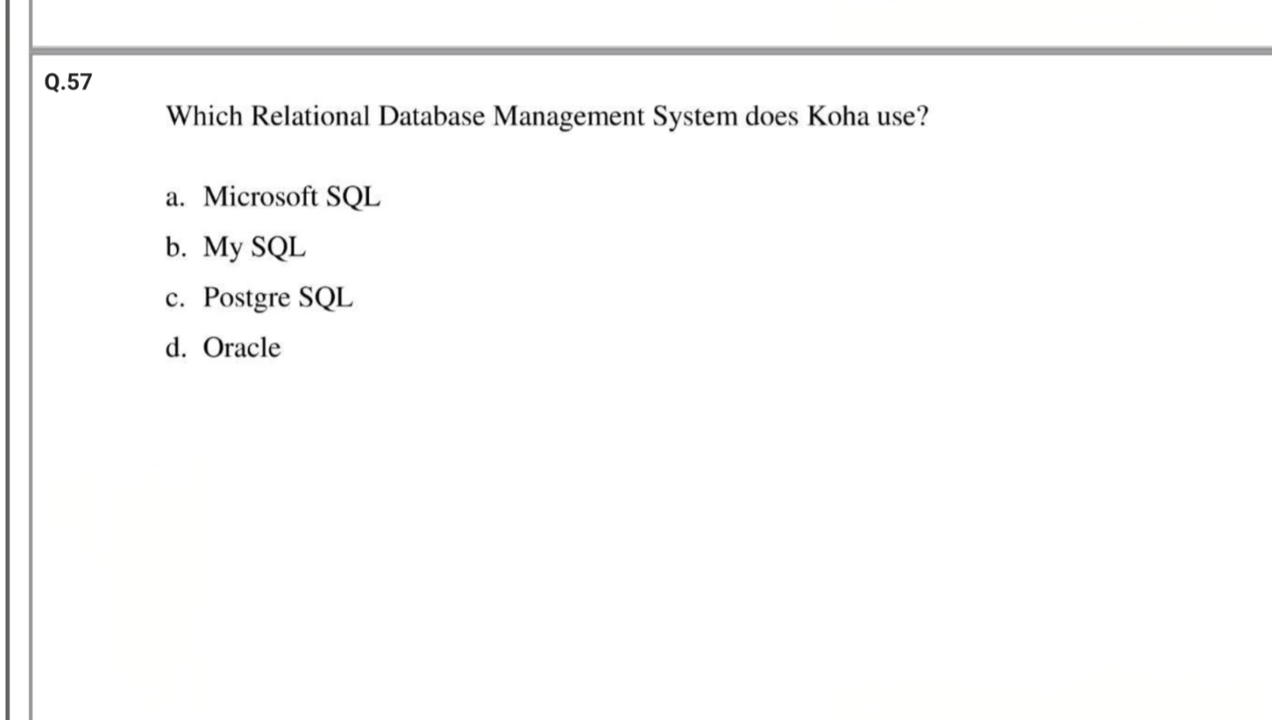 Q.57
Which Relational Database Management System does Koha use?
a. Microsoft SQL
b. My SQL
c. Postgre SQL
d. Oracle